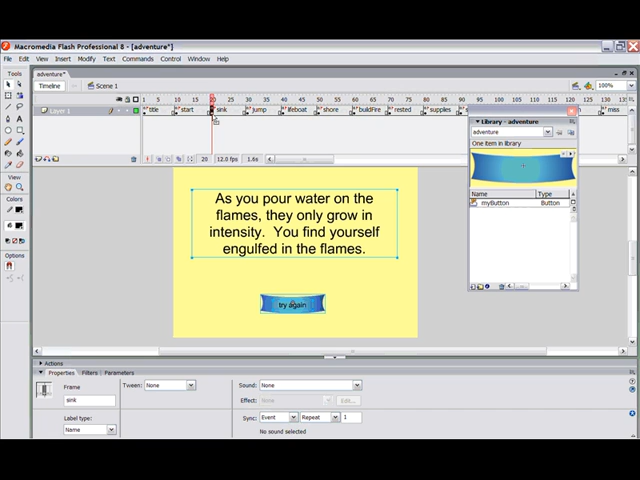 Macromedia Flash Professional 8 - [adventure*]
File Edit View Insert Modify Text Commands Control Window Help
adventure*
Timeline Scene 1 100%
Tools
View
Colors
Options
1 5 10 15 20 25 30 35 40 45 50 55 60 65 70 75 80 85 90 95 100 105 110 115 120 125 130 135
Layer 1 title start sink jump lifeboat shore buildFire rested supplies miss
20 12.0 fps 1.6s
Library - adventure
adventure
One item in library
Name Type
myButton Button
As you pour water on the
flames, they only grow in
intensity. You find yourself
engulfed in the flames.
try again
Actions
Properties Filters Parameters
Frame Tween: None Sound: None
sink Effect: None Edit...
Label type: Sync: Event Repeat 1
Name No sound selected